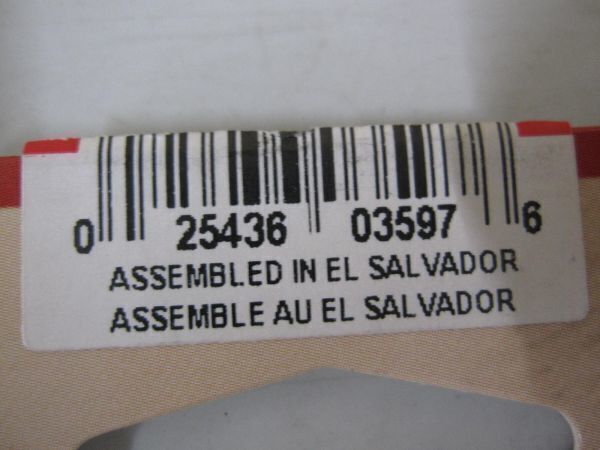 0 25436 03597 6
ASSEMBLED IN EL SALVADOR
ASSEMBLE AU EL SALVADOR